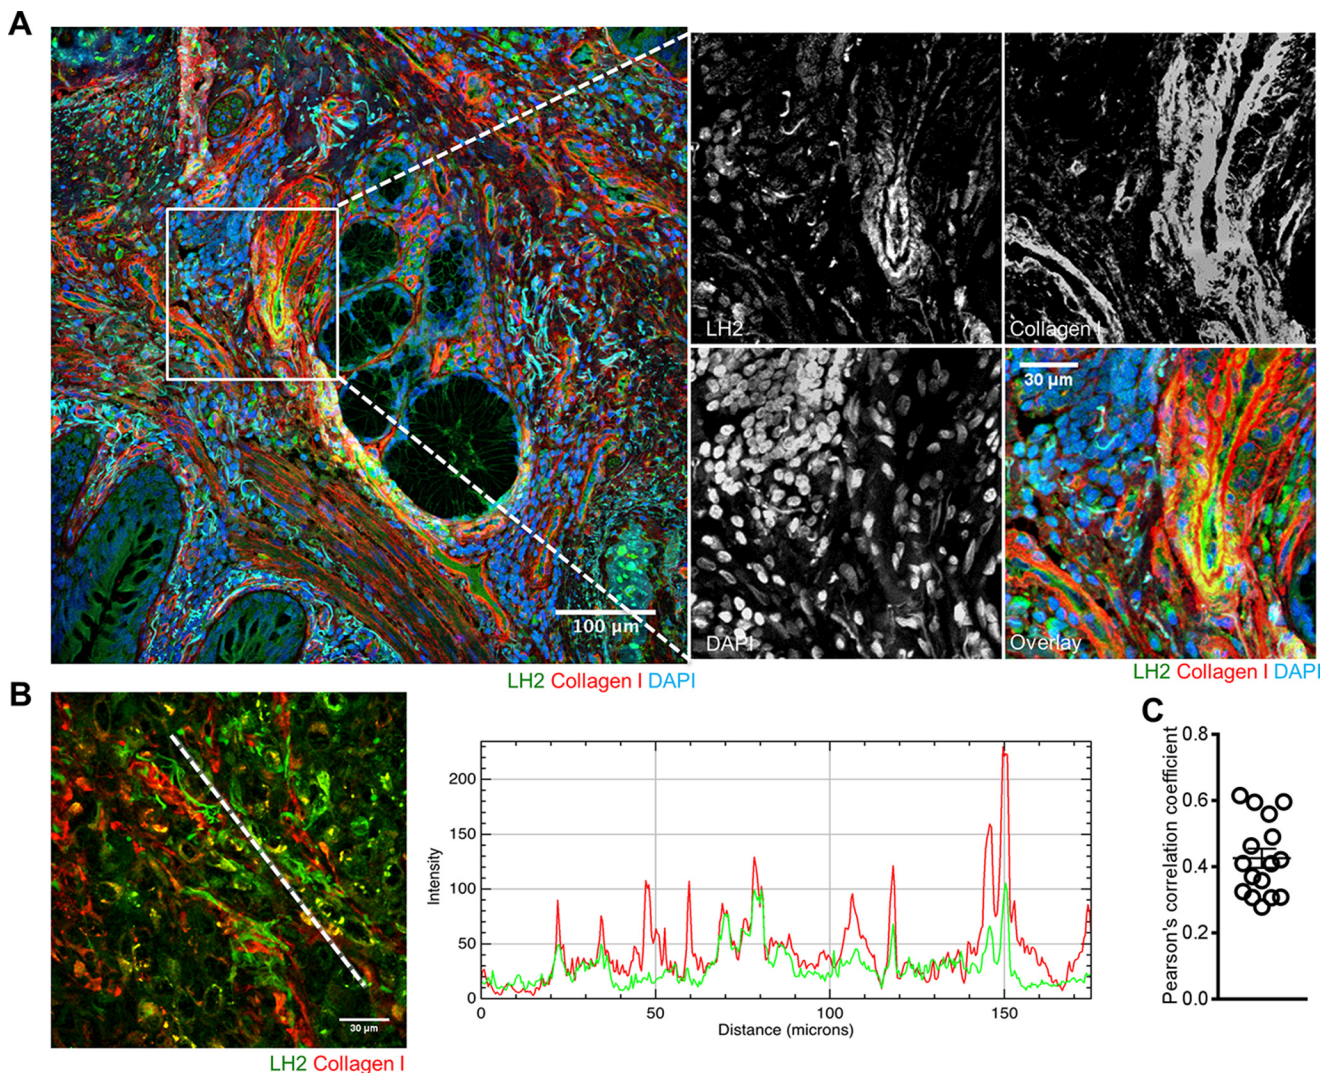 A
LH2
Collagen I
DAPI
30 µm
Overlay
100 µm
LH2 Collagen I DAPI
LH2 Collagen I DAPI
B
30 µm
LH2 Collagen I
Intensity
200
150
100
50
0
0 50 100 150
Distance (microns)
C
Pearson's correlation coefficient
0.8
0.6
0.4
0.2
0.0